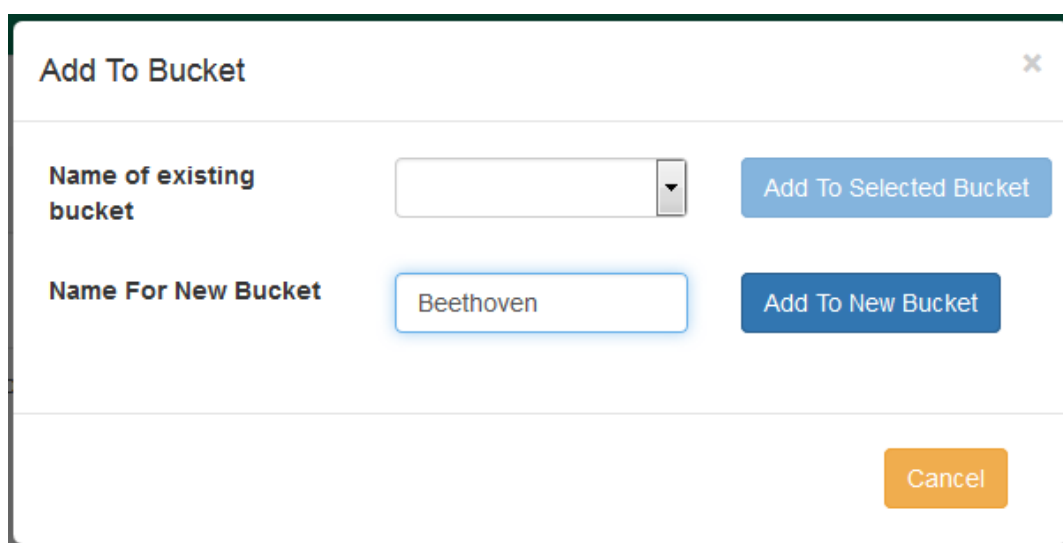 Add To Bucket
×
Name of existing
bucket
Add To Selected Bucket
Name For New Bucket
Beethoven
Add To New Bucket
Cancel